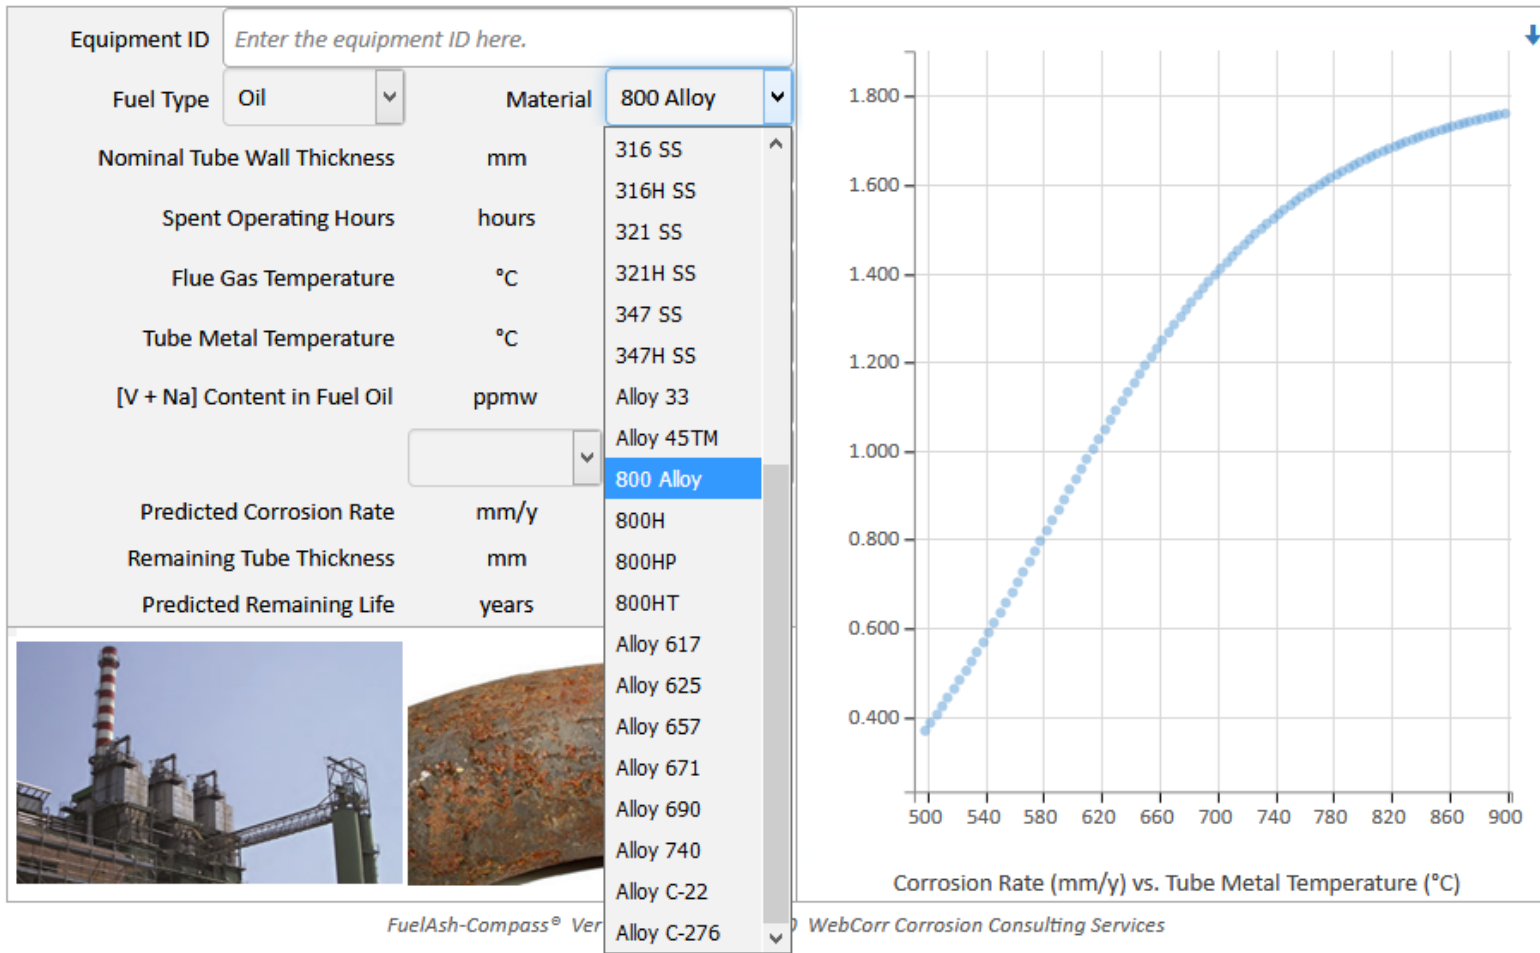 Equipment ID Enter the equipment ID here.
Fuel Type Oil Material 800 Alloy
Nominal Tube Wall Thickness mm
Spent Operating Hours hours
Flue Gas Temperature °C
Tube Metal Temperature °C
[V + Na] Content in Fuel Oil ppmw
Predicted Corrosion Rate mm/y
Remaining Tube Thickness mm
Predicted Remaining Life years
316 SS
316H SS
321 SS
321H SS
347 SS
347H SS
Alloy 33
Alloy 45TM
800 Alloy
800H
800HP
800HT
Alloy 617
Alloy 625
Alloy 657
Alloy 671
Alloy 690
Alloy 740
Alloy C-22
Alloy C-276
1.800
1.600
1.400
1.200
1.000
0.800
0.600
0.400
500 540 580 620 660 700 740 780 820 860 900
Corrosion Rate (mm/y) vs. Tube Metal Temperature (°C)
FuelAsh-Compass® Ver WebCorr Corrosion Consulting Services